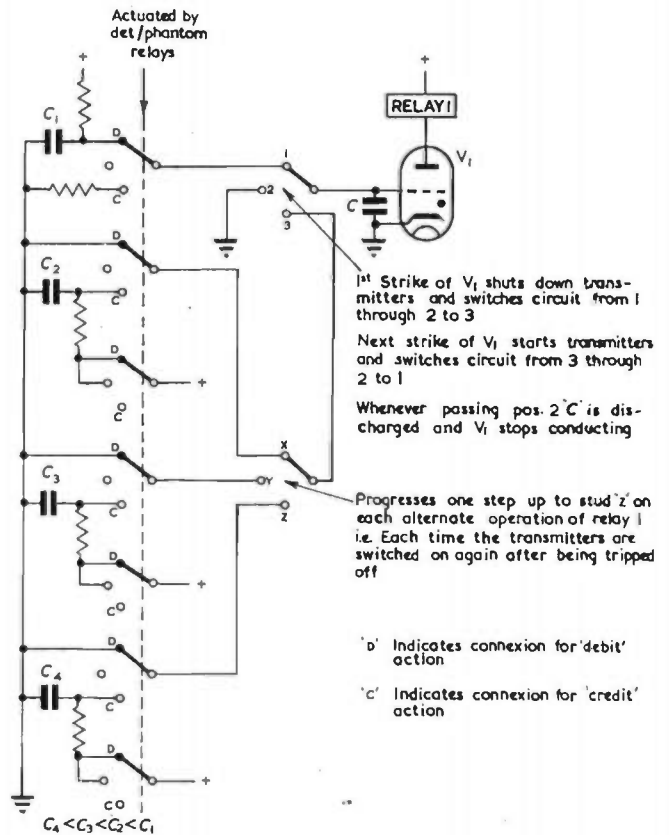 Actuated by
det/phantom
relays
+
+
RELAY I
V₁
C₁
D
C
1
2
3
C
D
C₂
C
D
+
C
1st Strike of V₁ shuts down trans-
mitters and switches circuit from 1
through 2 to 3
Next strike of V₁ starts transmitters
and switches circuit from 3 through
2 to 1
Whenever passing pos. 2 'C' is dis-
charged and V₁ stops conducting
D
C₃
C
D
+
C
X
Y
Z
Progresses one step up to stud 'z' on
each alternate operation of relay 1
i.e. Each time the transmitters are
switched on again after being tripped
off
D
C₄
C
D
+
C
'D' Indicates connexion for 'debit'
action
'C' Indicates connexion for 'credit'
action
C₄<C₃<C₂<C₁